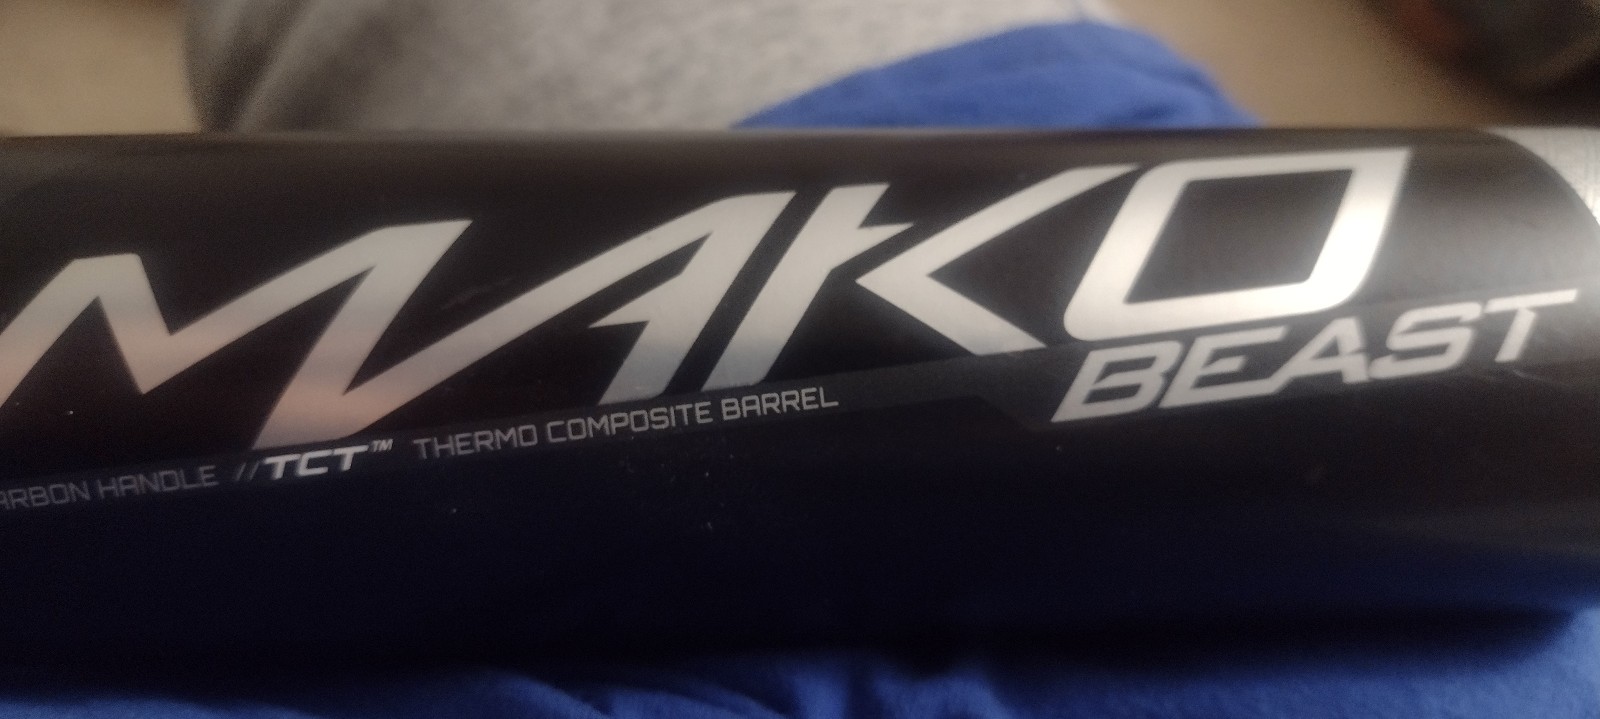 MAKO
BEAST
ARBON HANDLE //TCT™ THERMO COMPOSITE BARREL